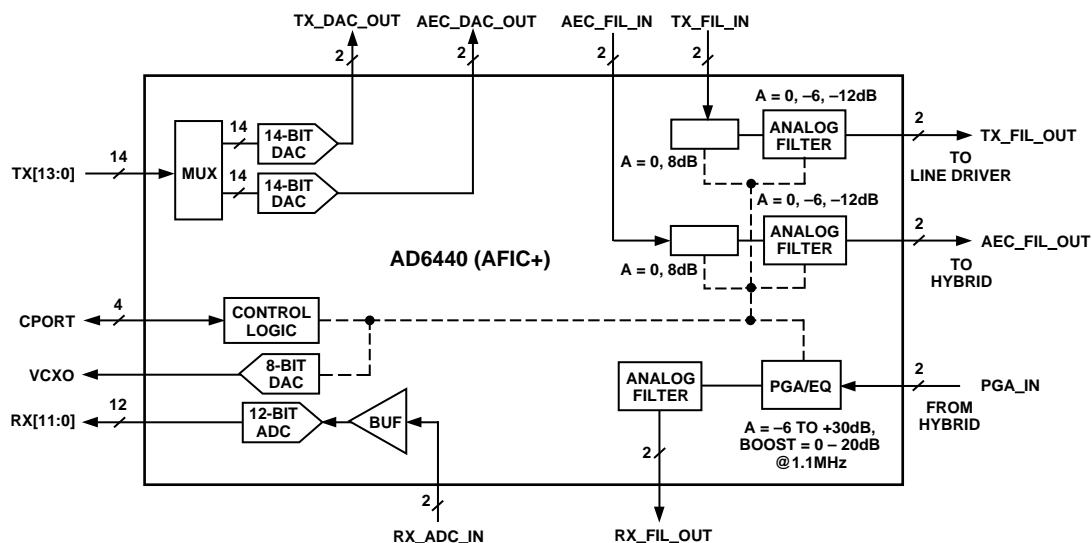 TX_DAC_OUT
AEC_DAC_OUT
AEC_FIL_IN
TX_FIL_IN
2
2
2
2
A = 0, –6, –12dB
TX[13:0]
14
MUX
14
14-BIT
DAC
14
14-BIT
DAC
A = 0, 8dB
ANALOG
FILTER
2
TX_FIL_OUT
TO
LINE DRIVER
A = 0, –6, –12dB
AD6440 (AFIC+)
A = 0, 8dB
ANALOG
FILTER
2
AEC_FIL_OUT
TO
HYBRID
CPORT
4
CONTROL
LOGIC
VCXO
8-BIT
DAC
RX[11:0]
12
12-BIT
ADC
BUF
ANALOG
FILTER
PGA/EQ
2
PGA_IN
FROM
HYBRID
A = –6 TO +30dB,
BOOST = 0 – 20dB
@1.1MHz
2
2
RX_ADC_IN
RX_FIL_OUT